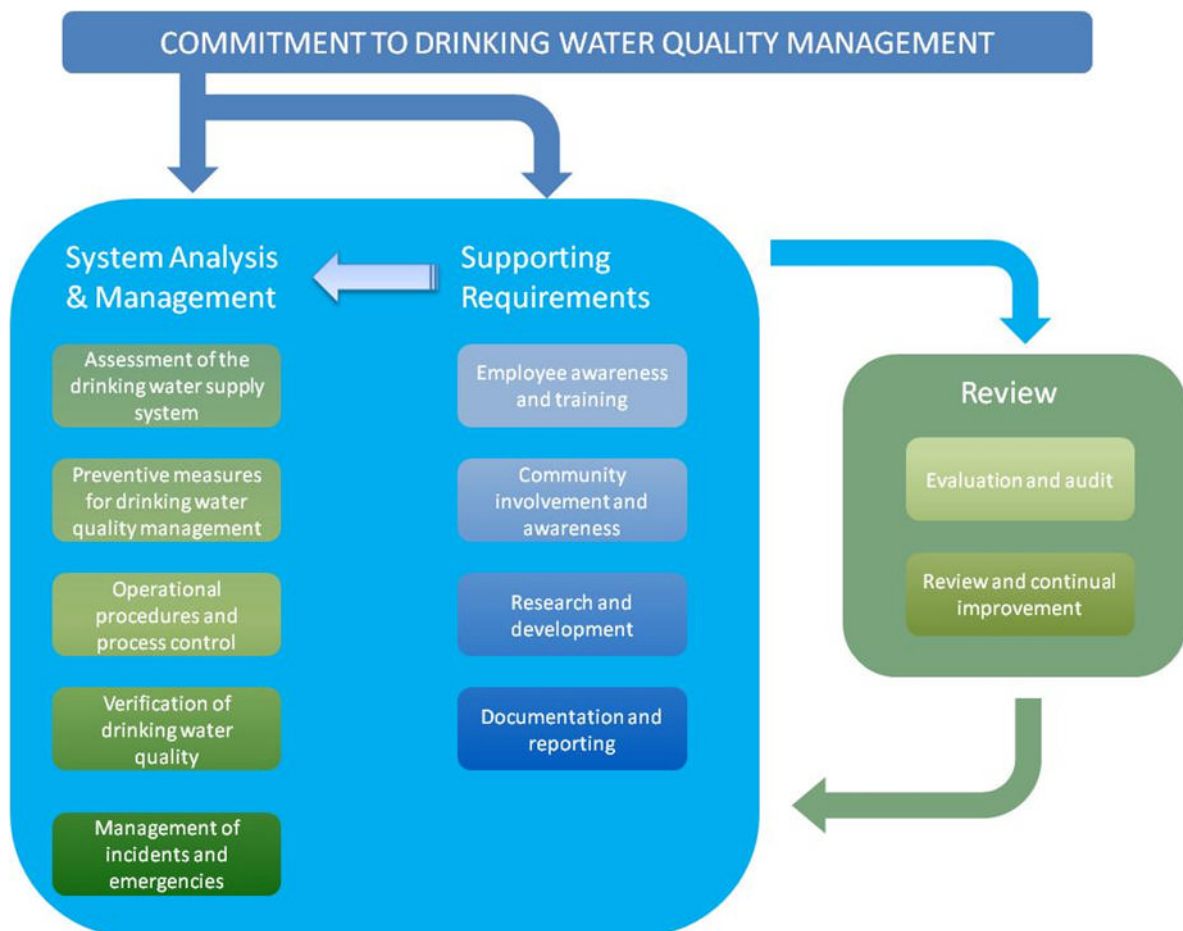 COMMITMENT TO DRINKING WATER QUALITY MANAGEMENT
System Analysis
& Management
Assessment of the
drinking water supply
system
Preventive measures
for drinking water
quality management
Operational
procedures and
process control
Verification of
drinking water
quality
Management of
incidents and
emergencies
Supporting
Requirements
Employee awareness
and training
Community
involvement and
awareness
Research and
development
Documentation and
reporting
Review
Evaluation and audit
Review and continual
improvement